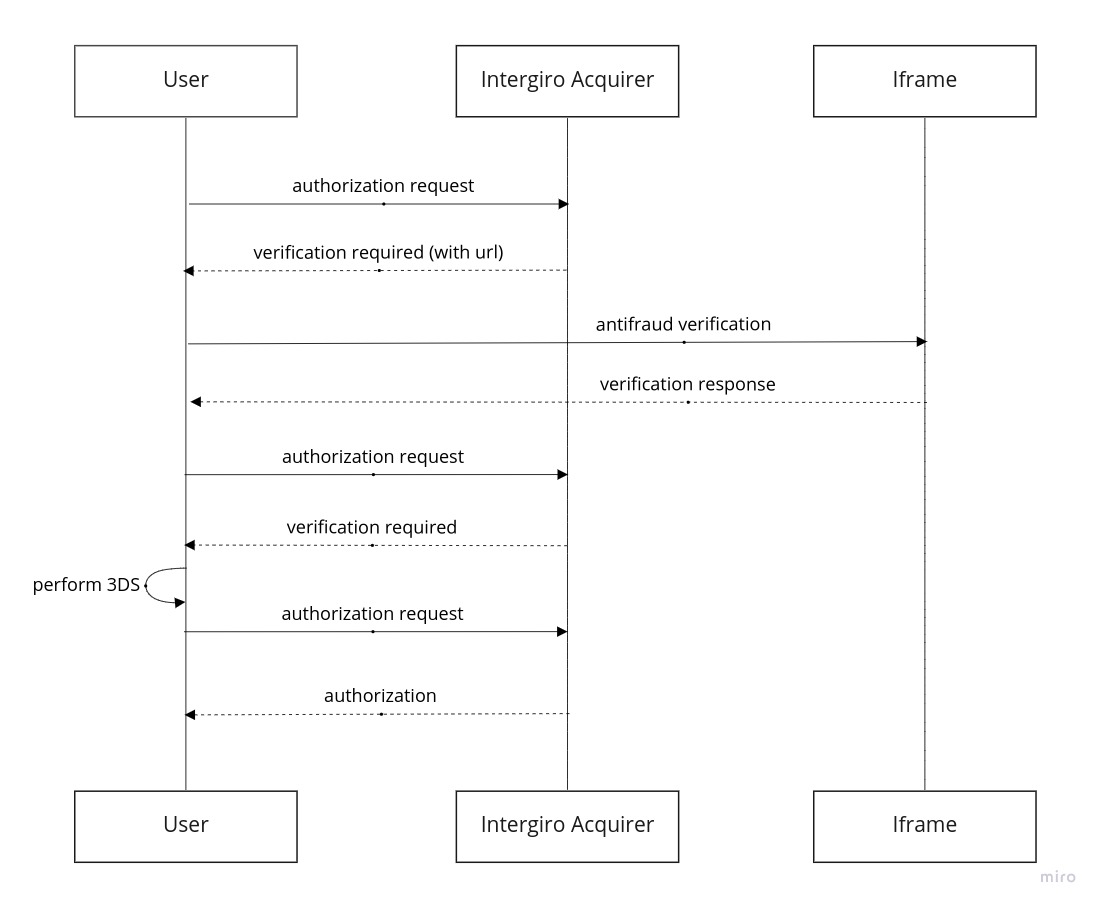 User
Intergiro Acquirer
Iframe
authorization request
verification required (with url)
antifraud verification
verification response
authorization request
verification required
perform 3DS
authorization request
authorization
User
Intergiro Acquirer
Iframe
miro